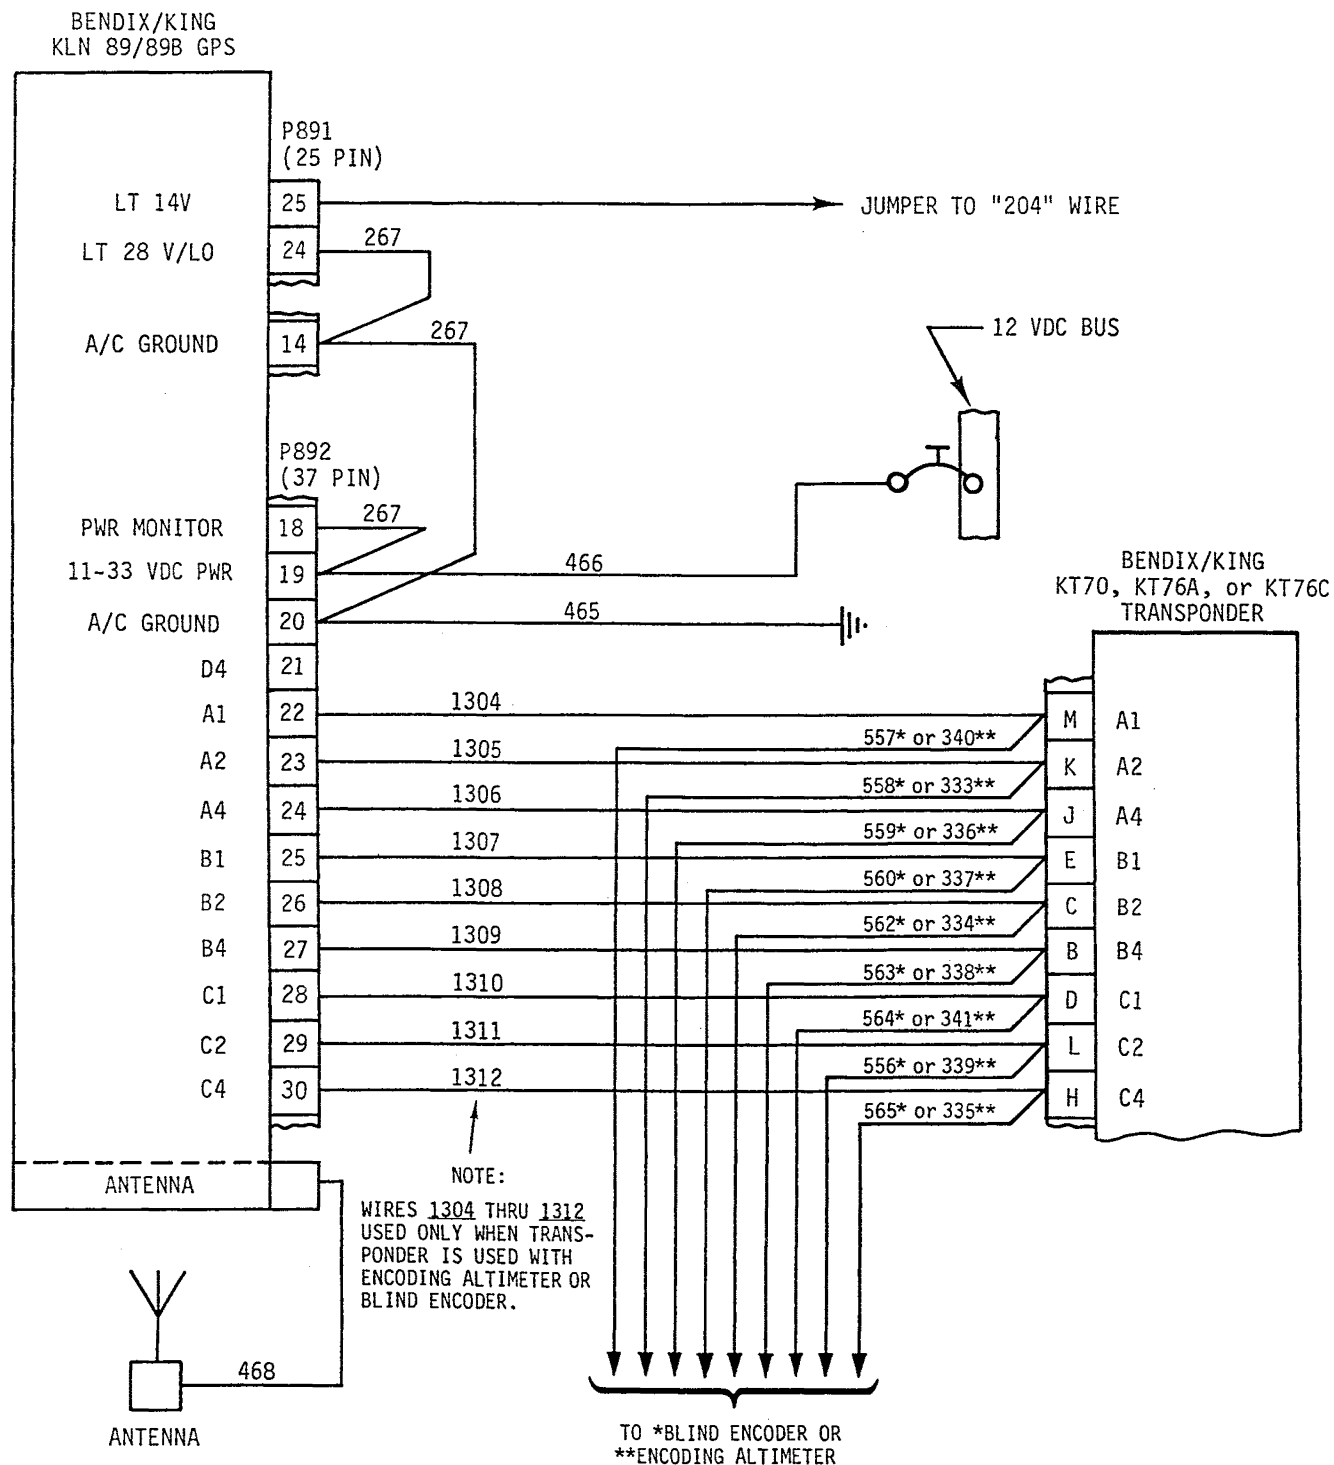 BENDIX/KING
KLN 89/89B GPS
P891
(25 PIN)
LT 14V 25 JUMPER TO "204" WIRE
LT 28 V/LO 24 267
A/C GROUND 14 267
12 VDC BUS
P892
(37 PIN)
PWR MONITOR 18 267
11-33 VDC PWR 19 466
A/C GROUND 20 465
BENDIX/KING
KT70, KT76A, or KT76C
TRANSPONDER
D4 21
A1 22 1304 M A1
557* or 340**
A2 23 1305 K A2
558* or 333**
A4 24 1306 J A4
559* or 336**
B1 25 1307 E B1
560* or 337**
B2 26 1308 C B2
562* or 334**
B4 27 1309 B B4
563* or 338**
C1 28 1310 D C1
564* or 341**
C2 29 1311 L C2
556* or 339**
C4 30 1312 H C4
565* or 335**
ANTENNA
NOTE:
WIRES 1304 THRU 1312
USED ONLY WHEN TRANS-
PONDER IS USED WITH
ENCODING ALTIMETER OR
BLIND ENCODER.
468
ANTENNA
TO *BLIND ENCODER OR
**ENCODING ALTIMETER